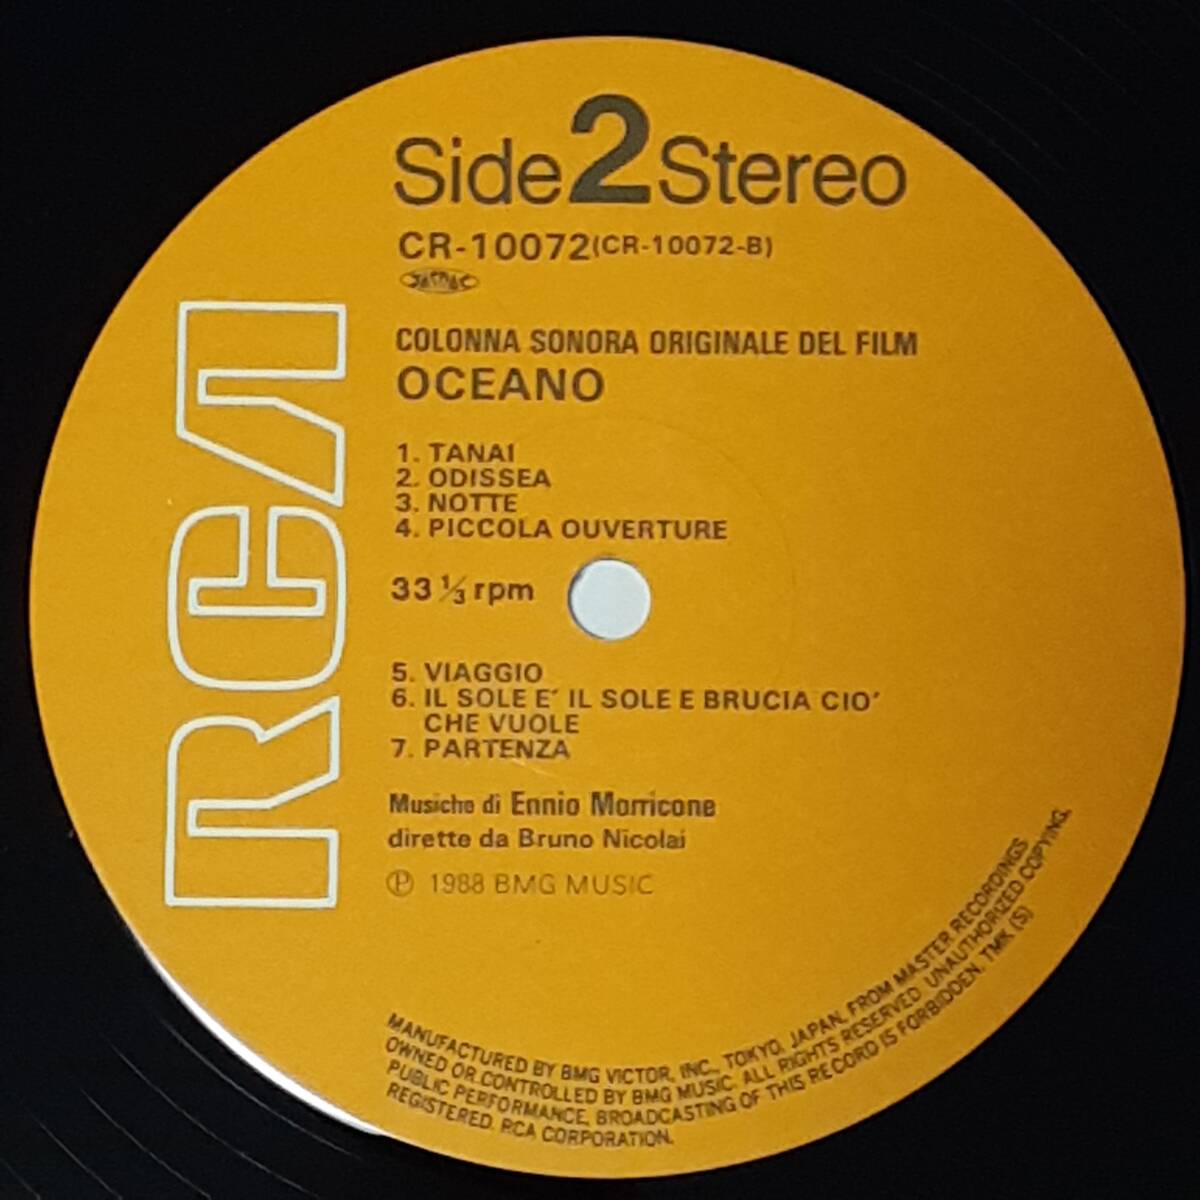 Side 2 Stereo
CR-10072(CR-10072-B)
JASRAC
COLONNA SONORA ORIGINALE DEL FILM
OCEANO
1. TANAI
2. ODISSEA
3. NOTTE
4. PICCOLA OUVERTURE
33 1/3 rpm
5. VIAGGIO
6. IL SOLE E' IL SOLE E BRUCIA CIO'
CHE VUOLE
7. PARTENZA
Musiche di Ennio Morricone
dirette da Bruno Nicolai
℗ 1988 BMG MUSIC
RCA
MANUFACTURED BY BMG VICTOR, INC., TOKYO, JAPAN, FROM MASTER RECORDINGS
OWNED OR CONTROLLED BY BMG MUSIC. ALL RIGHTS RESERVED. UNAUTHORIZED COPYING,
PUBLIC PERFORMANCE, BROADCASTING OF THIS RECORD IS FORBIDDEN. TMK (S)
REGISTERED. RCA CORPORATION.